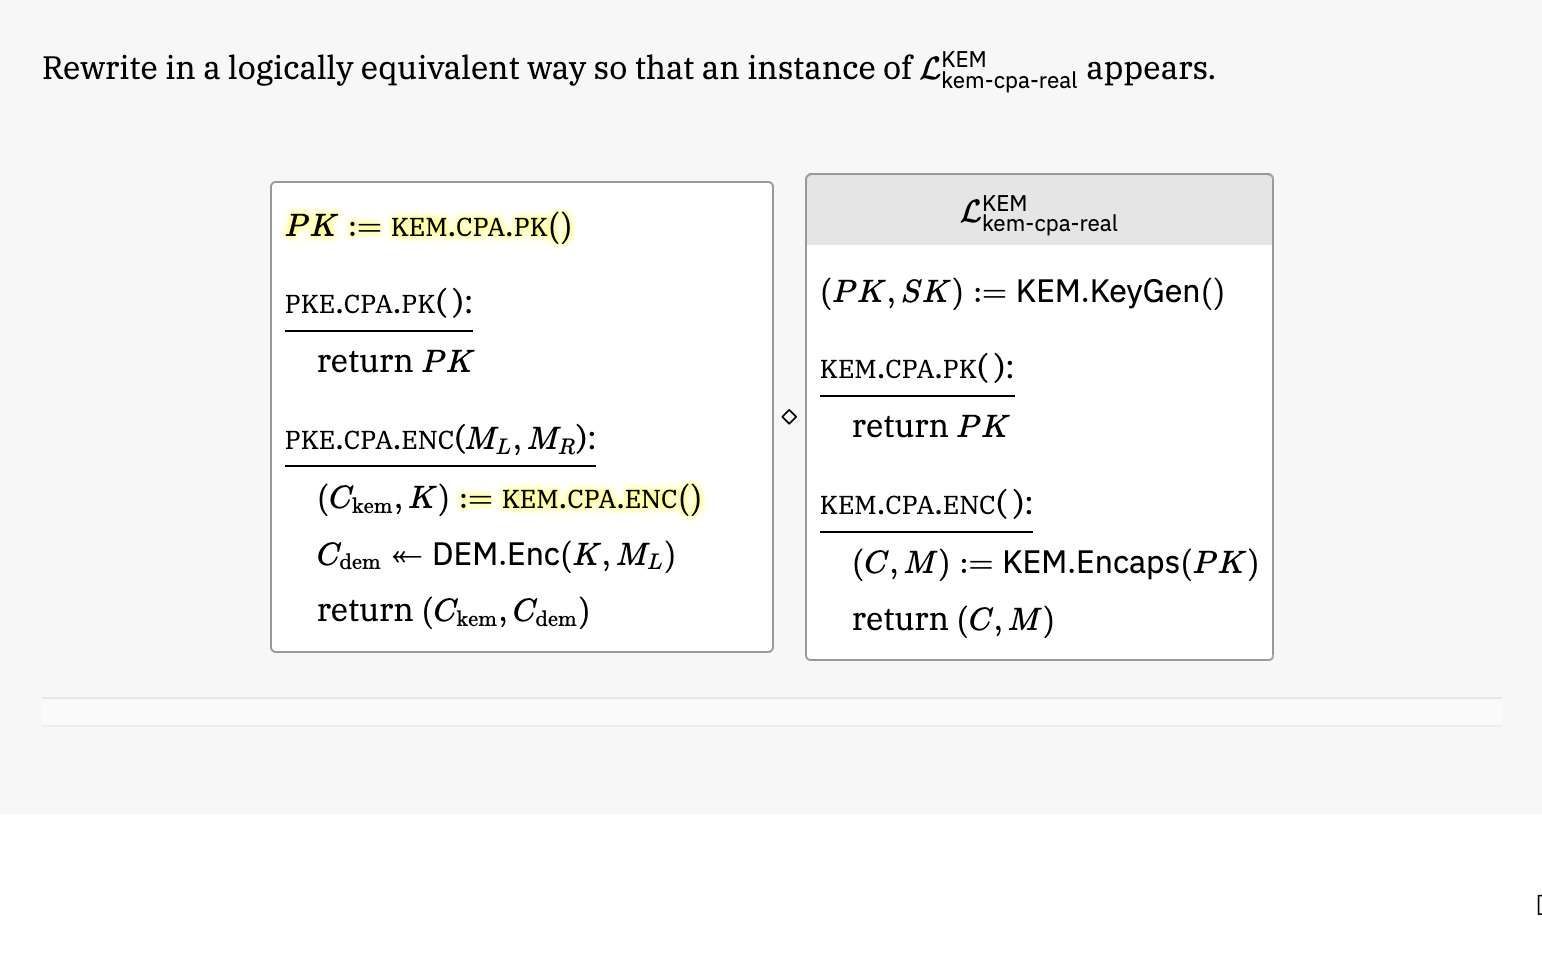 Rewrite in a logically equivalent way so that an instance of 𝓛^KEM_kem-cpa-real appears.
PK := KEM.CPA.PK()
PKE.CPA.PK():
return PK
PKE.CPA.ENC(M_L, M_R):
(C_kem, K) := KEM.CPA.ENC()
C_dem ↞ DEM.Enc(K, M_L)
return (C_kem, C_dem)
⋄
𝓛^KEM_kem-cpa-real
(PK, SK) := KEM.KeyGen()
KEM.CPA.PK():
return PK
KEM.CPA.ENC():
(C, M) := KEM.Encaps(PK)
return (C, M)